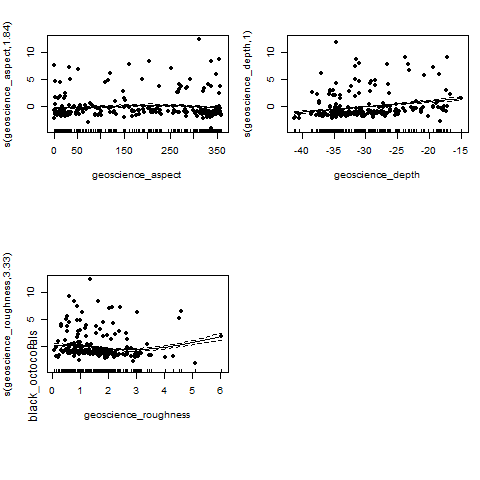 s(geoscience_aspect,1.84)
10
5
0
0 50 150 250 350
geoscience_aspect
s(geoscience_depth,1)
10
5
0
-40 -35 -30 -25 -20 -15
geoscience_depth
s(geoscience_roughness,3.33)
black_octocorals
10
5
0
0 1 2 3 4 5 6
geoscience_roughness